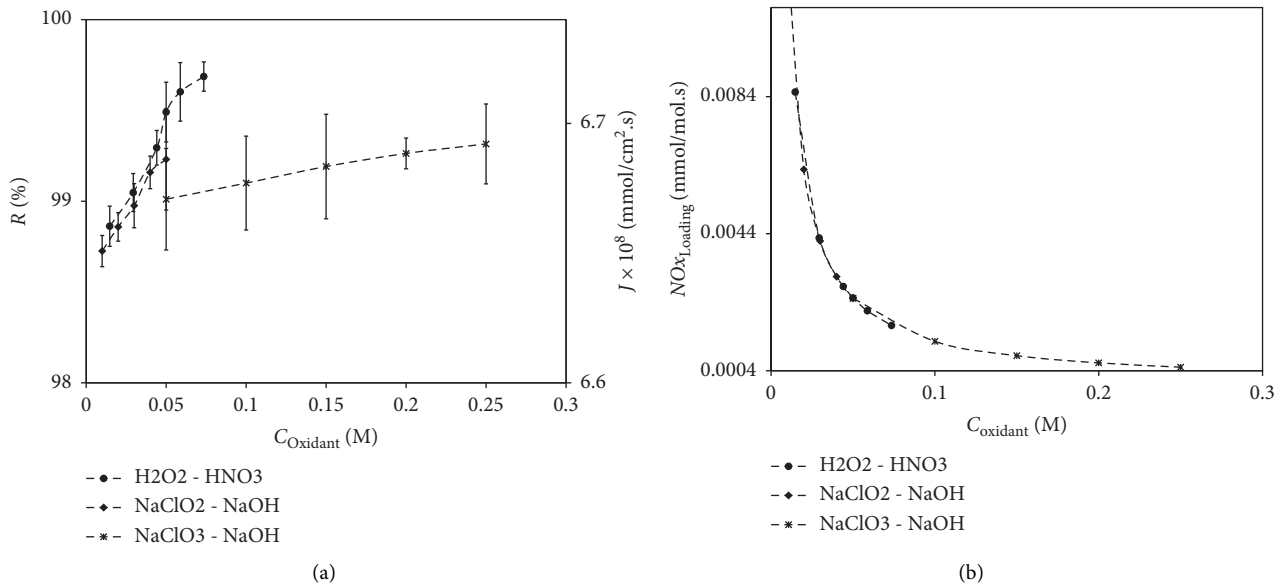 100
99
98
R (%)
6.7
6.6
J × 10⁸ (mmol/cm².s)
0 0.05 0.1 0.15 0.2 0.25 0.3
C_Oxidant (M)
H2O2 - HNO3
NaClO2 - NaOH
NaClO3 - NaOH
(a)
0.0084
0.0044
0.0004
NOx_Loading (mmol/mol.s)
0 0.1 0.2 0.3
C_oxidant (M)
H2O2 - HNO3
NaClO2 - NaOH
NaClO3 - NaOH
(b)